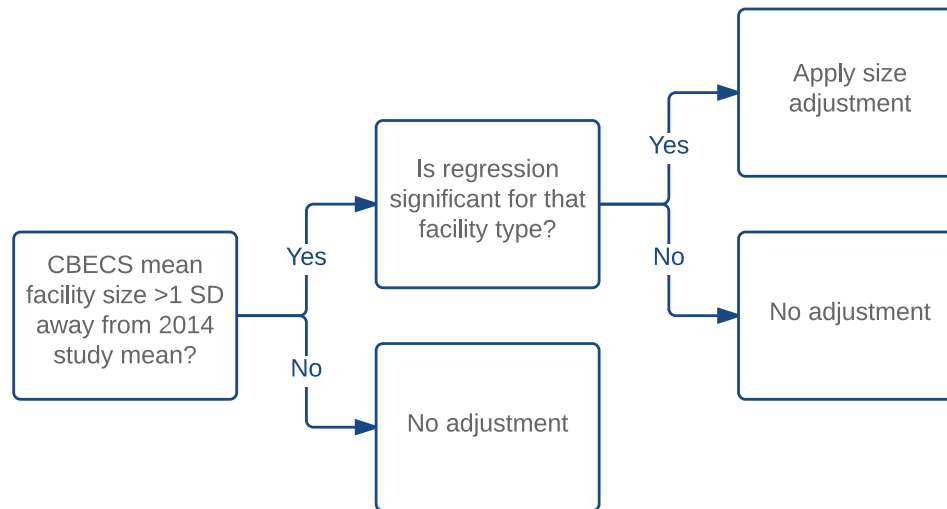 CBECS mean
facility size >1 SD
away from 2014
study mean?
Yes
No
Is regression
significant for that
facility type?
No adjustment
Yes
No
Apply size
adjustment
No adjustment